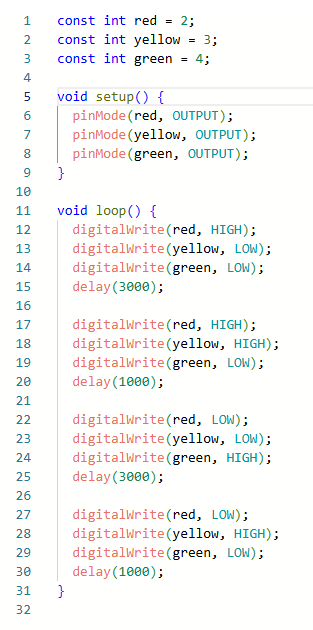 1 const int red = 2;
2 const int yellow = 3;
3 const int green = 4;
4
5 void setup() {
6   pinMode(red, OUTPUT);
7   pinMode(yellow, OUTPUT);
8   pinMode(green, OUTPUT);
9 }
10
11 void loop() {
12   digitalWrite(red, HIGH);
13   digitalWrite(yellow, LOW);
14   digitalWrite(green, LOW);
15   delay(3000);
16
17   digitalWrite(red, HIGH);
18   digitalWrite(yellow, HIGH);
19   digitalWrite(green, LOW);
20   delay(1000);
21
22   digitalWrite(red, LOW);
23   digitalWrite(yellow, LOW);
24   digitalWrite(green, HIGH);
25   delay(3000);
26
27   digitalWrite(red, LOW);
28   digitalWrite(yellow, HIGH);
29   digitalWrite(green, LOW);
30   delay(1000);
31 }
32